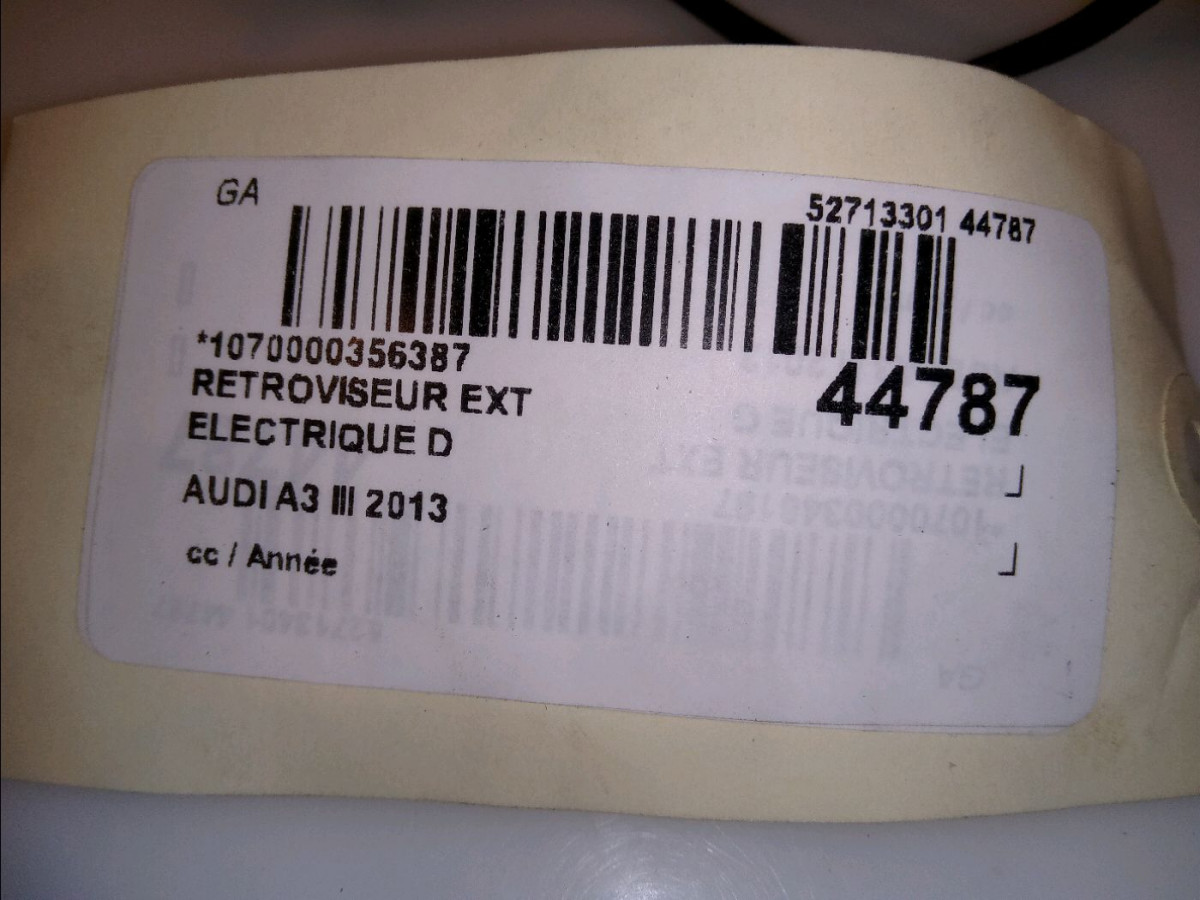 GA
52713301 44787
*1070000356387
44787
RETROVISEUR EXT
ELECTRIQUE D
AUDI A3 III 2013
cc / Année